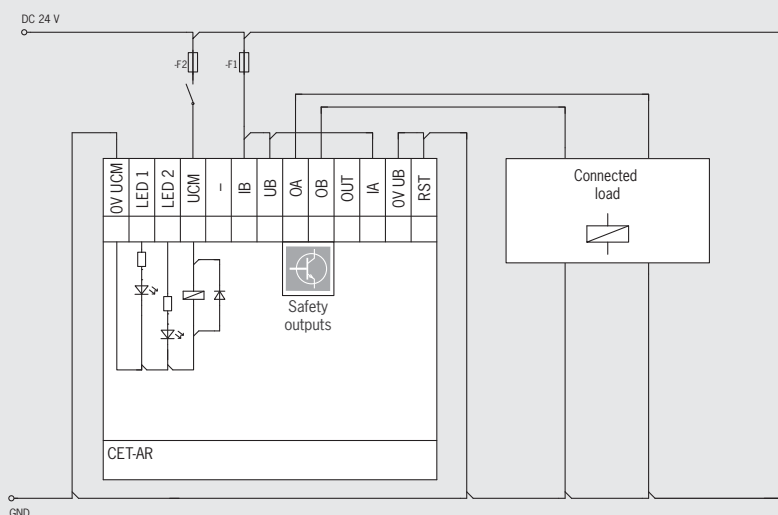 DC 24 V
-F2
-F1
0V UCM
LED 1
LED 2
UCM
–
IB
UB
OA
OB
OUT
IA
0V UB
RST
Connected
load
Safety
outputs
CET-AR
GND